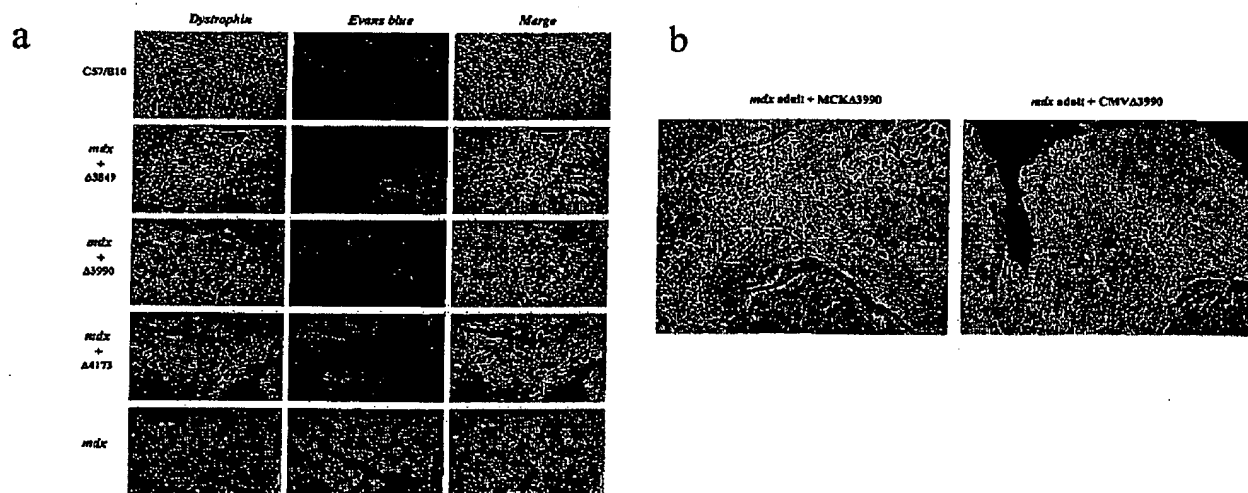 a
Dystrophin Evans blue Merge
C57/B10
mdx
+
Δ3849
mdx
+
Δ3990
mdx
+
Δ4173
mdx
b
mdx adult + MCKΔ3990 mdx adult + CMVΔ3990